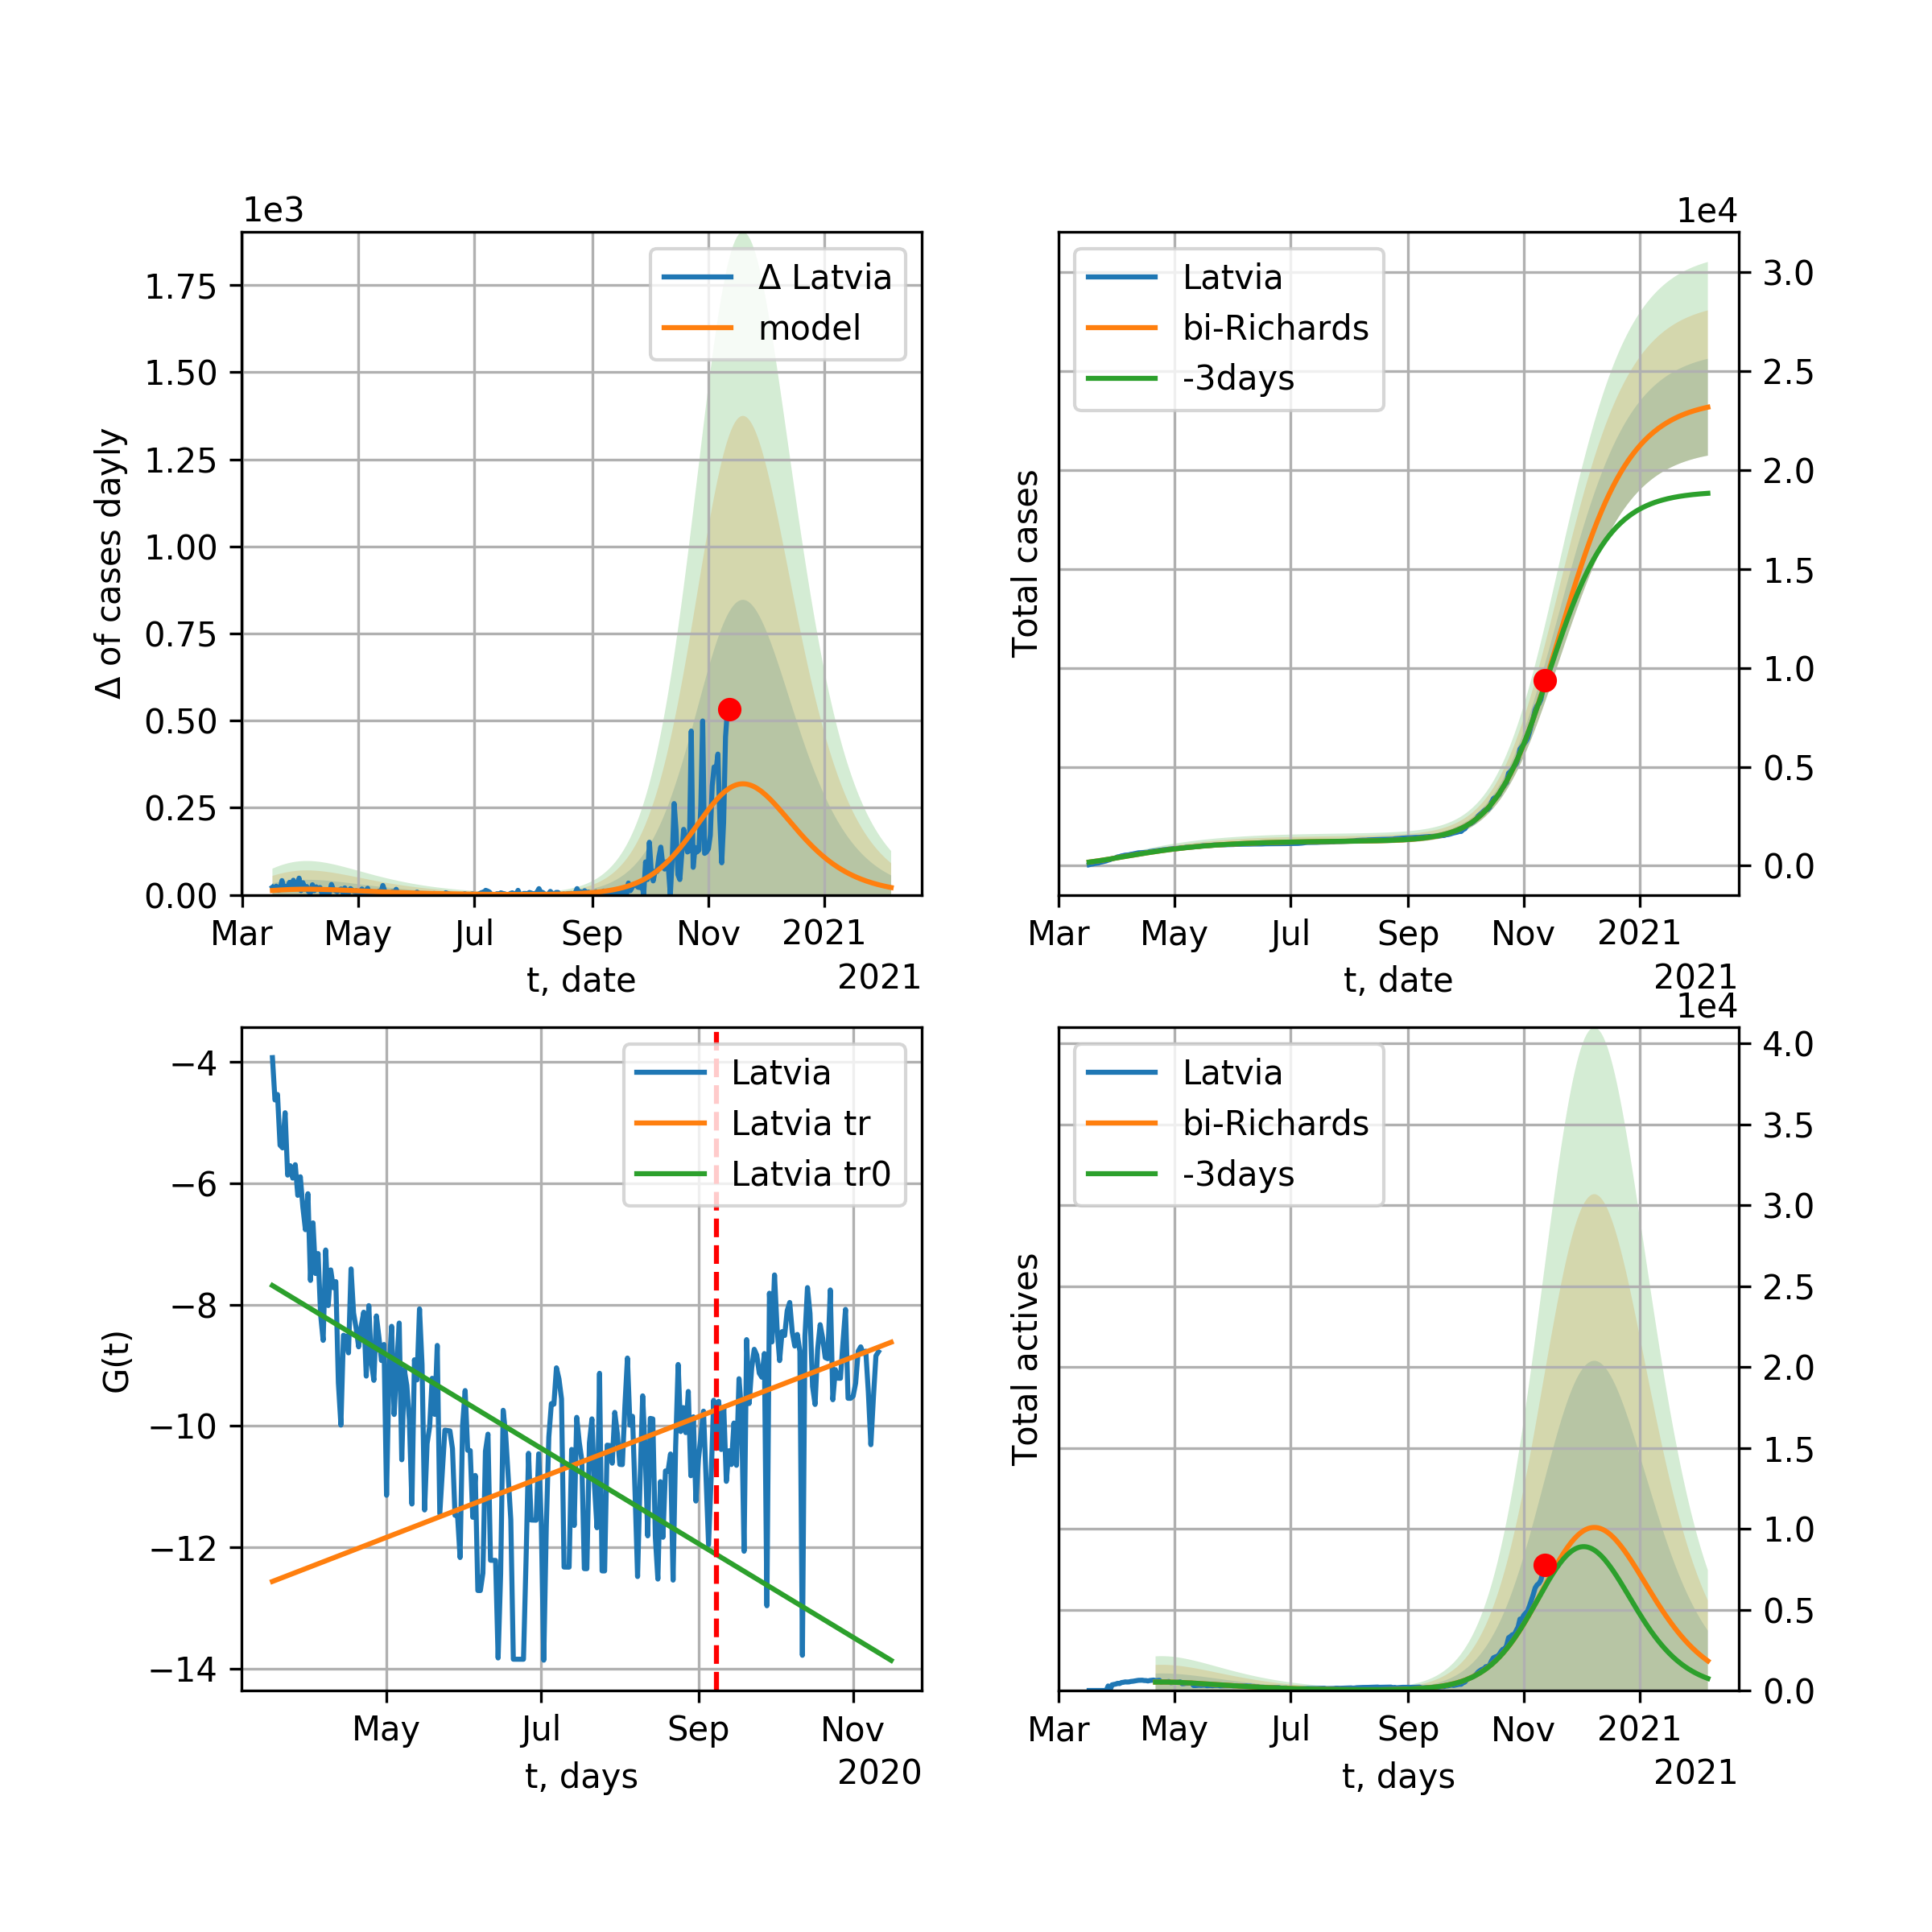 1e3
Δ of cases dayly
1.75
1.50
1.25
1.00
0.75
0.50
0.25
0.00
Δ Latvia
model
Mar May Jul Sep Nov 2021
t, date
2021
1e4
Total cases
Latvia
bi-Richards
-3days
3.0
2.5
2.0
1.5
1.0
0.5
0.0
Mar May Jul Sep Nov 2021
t, date
2021
G(t)
−4
−6
−8
−10
−12
−14
Latvia
Latvia tr
Latvia tr0
May Jul Sep Nov
t, days
2020
1e4
Total actives
Latvia
bi-Richards
-3days
4.0
3.5
3.0
2.5
2.0
1.5
1.0
0.5
0.0
Mar May Jul Sep Nov 2021
t, days
2021